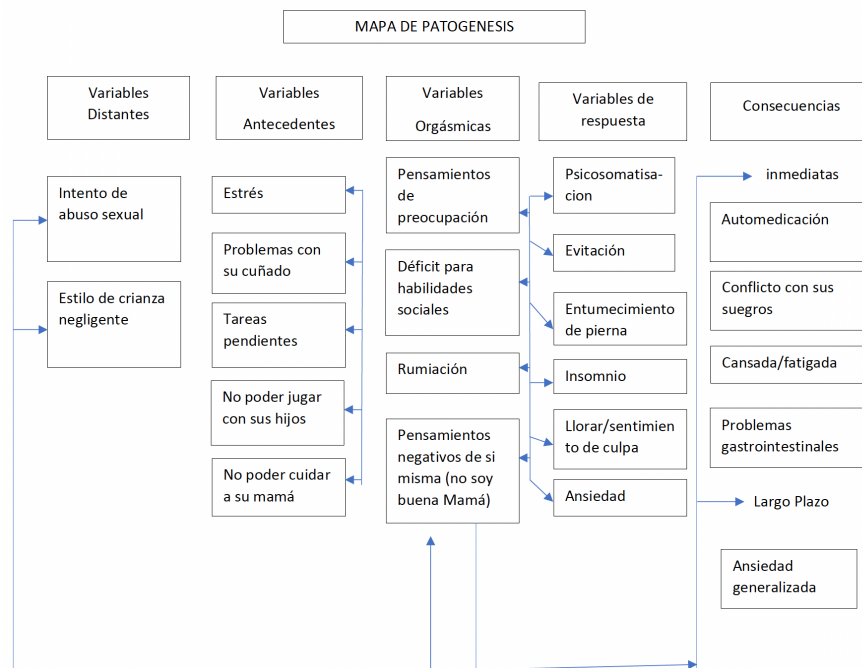 MAPA DE PATOGENESIS
Variables
Distantes
Variables
Antecedentes
Variables
Orgásmicas
Variables de
respuesta
Consecuencias
Intento de
abuso sexual
Estilo de crianza
negligente
Estrés
Problemas con
su cuñado
Tareas
pendientes
No poder jugar
con sus hijos
No poder cuidar
a su mamá
Pensamientos
de
preocupación
Déficit para
habilidades
sociales
Rumiación
Pensamientos
negativos de si
misma (no soy
buena Mamá)
Psicosomatisa-
cion
Evitación
Entumecimiento
de pierna
Insomnio
Llorar/sentimien
to de culpa
Ansiedad
inmediatas
Automedicación
Conflicto con sus
suegros
Cansada/fatigada
Problemas
gastrointestinales
Largo Plazo
Ansiedad
generalizada